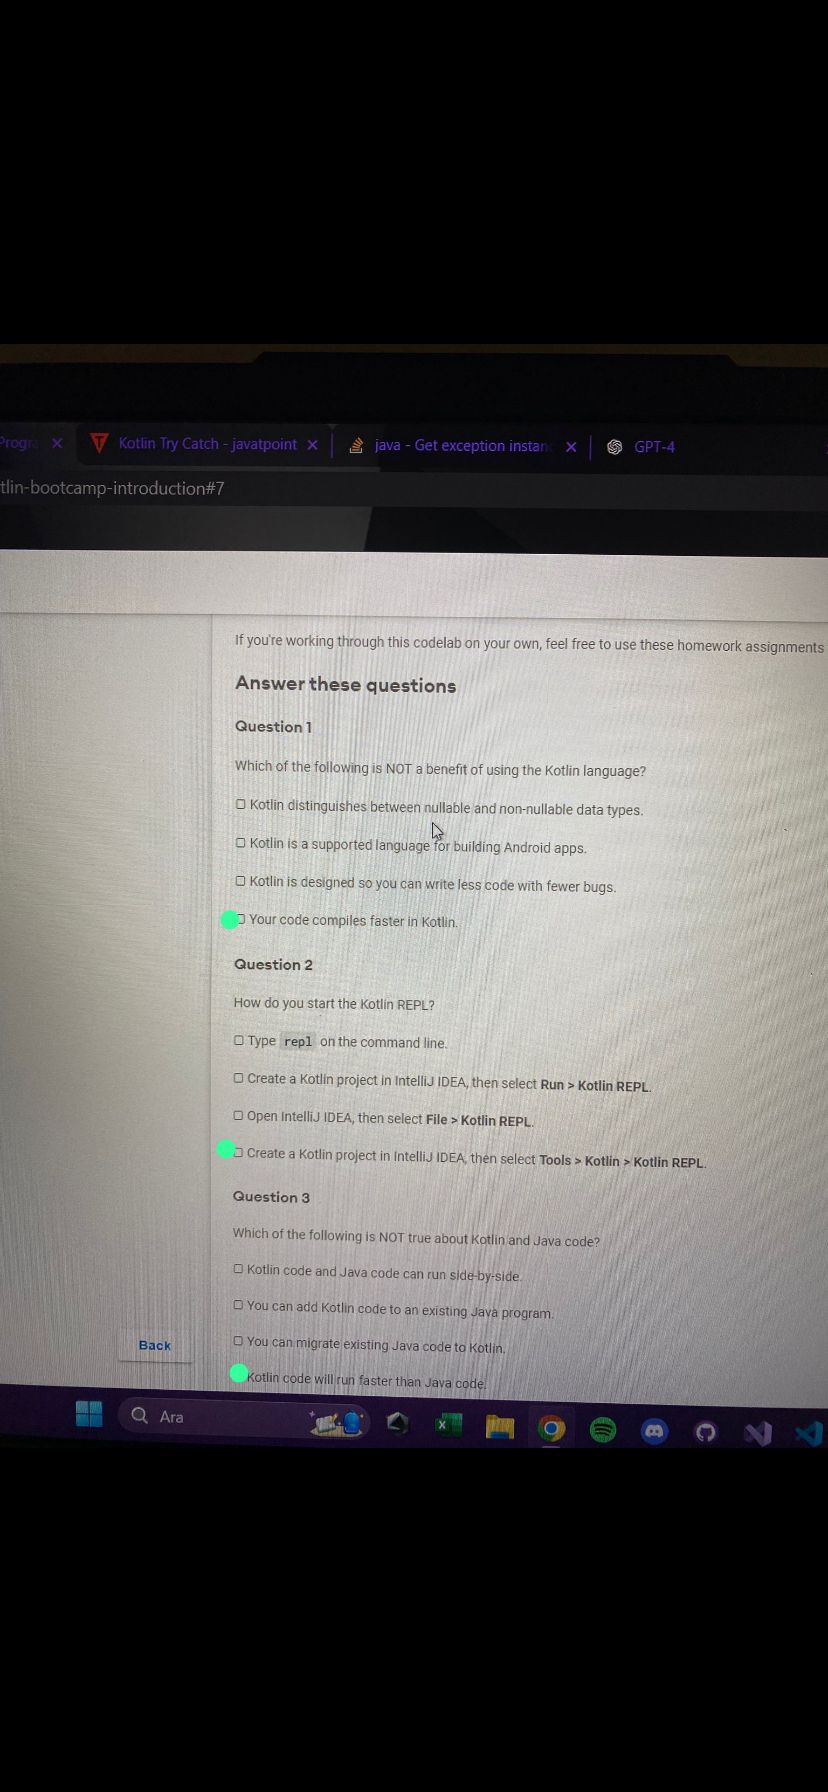 Kotlin Try Catch - javatpoint
java - Get exception instan
GPT-4
tlin-bootcamp-introduction#7
If you're working through this codelab on your own, feel free to use these homework assignments
Answer these questions
Question 1
Which of the following is NOT a benefit of using the Kotlin language?
Kotlin distinguishes between nullable and non-nullable data types.
Kotlin is a supported language for building Android apps.
Kotlin is designed so you can write less code with fewer bugs.
Your code compiles faster in Kotlin.
Question 2
How do you start the Kotlin REPL?
Type repl on the command line.
Create a Kotlin project in IntelliJ IDEA, then select Run > Kotlin REPL.
Open IntelliJ IDEA, then select File > Kotlin REPL.
Create a Kotlin project in IntelliJ IDEA, then select Tools > Kotlin > Kotlin REPL.
Question 3
Which of the following is NOT true about Kotlin and Java code?
Kotlin code and Java code can run side-by-side.
You can add Kotlin code to an existing Java program.
You can migrate existing Java code to Kotlin.
Back
Kotlin code will run faster than Java code.
Ara